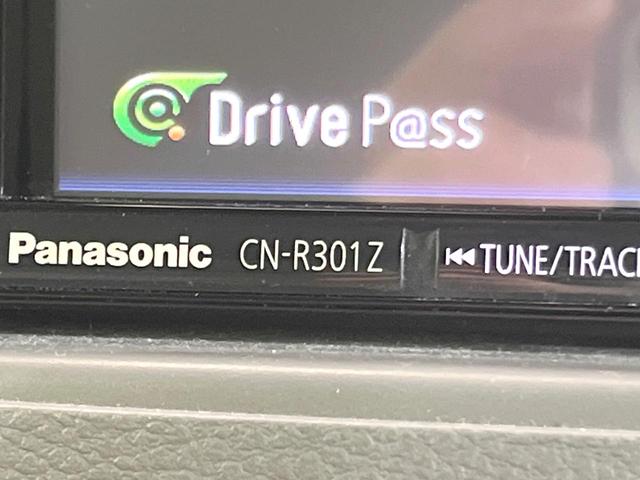 Drive P@ss
Panasonic CN-R301Z ⏮TUNE/TRAC